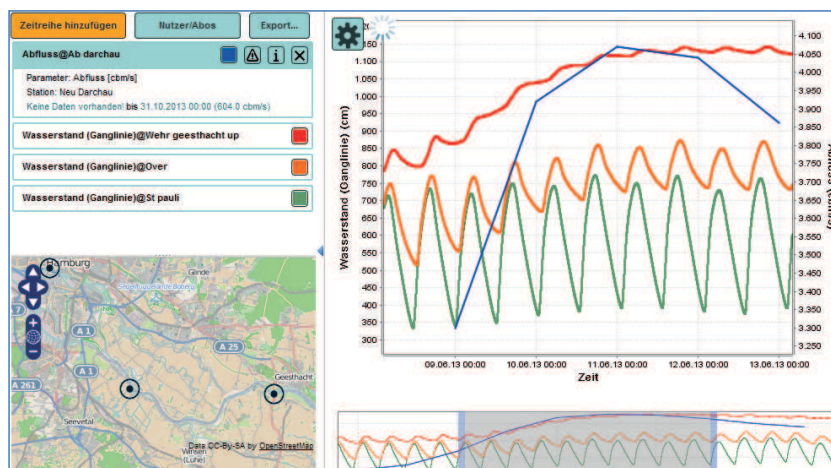 Zeitreihe hinzufügen
Nutzer/Abos
Export...
Abfluss@Ab darchau
Parameter: Abfluss [cbm/s]
Station: Neu Darchau
Keine Daten vorhanden! bis 31.10.2013 00:00 (604.0 cbm/s)
Wasserstand (Ganglinie)@Wehr geesthacht up
Wasserstand (Ganglinie)@Over
Wasserstand (Ganglinie)@St pauli
Hamburg
Glinde
A 7
A 1
A 25
A 1
A 261
Geesthacht
Seevetal
Winsen
(Luhe)
Data CC-By-SA by OpenStreetMap
Wasserstand (Ganglinie) (cm)
1.150
1.100
1.050
1.000
950
900
850
800
750
700
650
600
550
500
450
400
350
300
4.100
4.050
4.000
3.950
3.900
3.850
3.800
3.750
3.700
3.650
3.600
3.550
3.500
3.450
3.400
3.350
3.300
3.250
09.06.13 00:00
10.06.13 00:00
11.06.13 00:00
12.06.13 00:00
13.06.13 00:00
Zeit